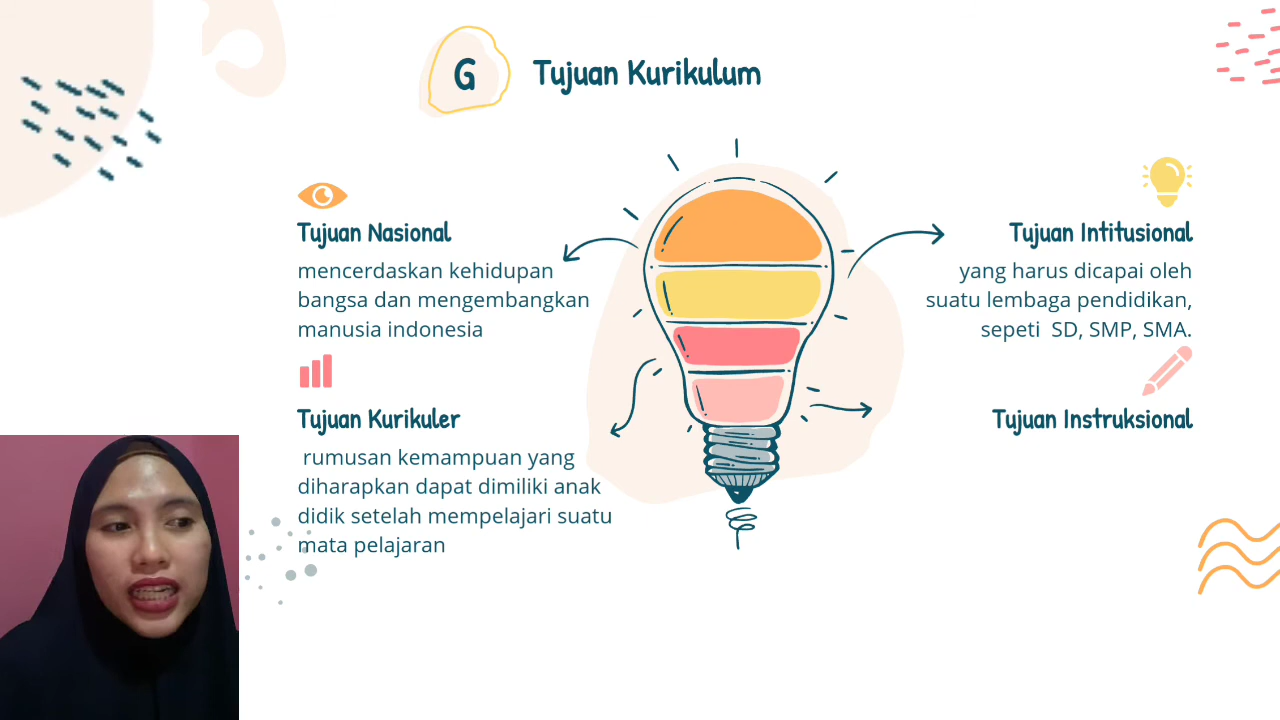 G
Tujuan Kurikulum
Tujuan Nasional
mencerdaskan kehidupan
bangsa dan mengembangkan
manusia indonesia
Tujuan Intitusional
yang harus dicapai oleh
suatu lembaga pendidikan,
sepeti SD, SMP, SMA.
Tujuan Kurikuler
rumusan kemampuan yang
diharapkan dapat dimiliki anak
didik setelah mempelajari suatu
mata pelajaran
Tujuan Instruksional